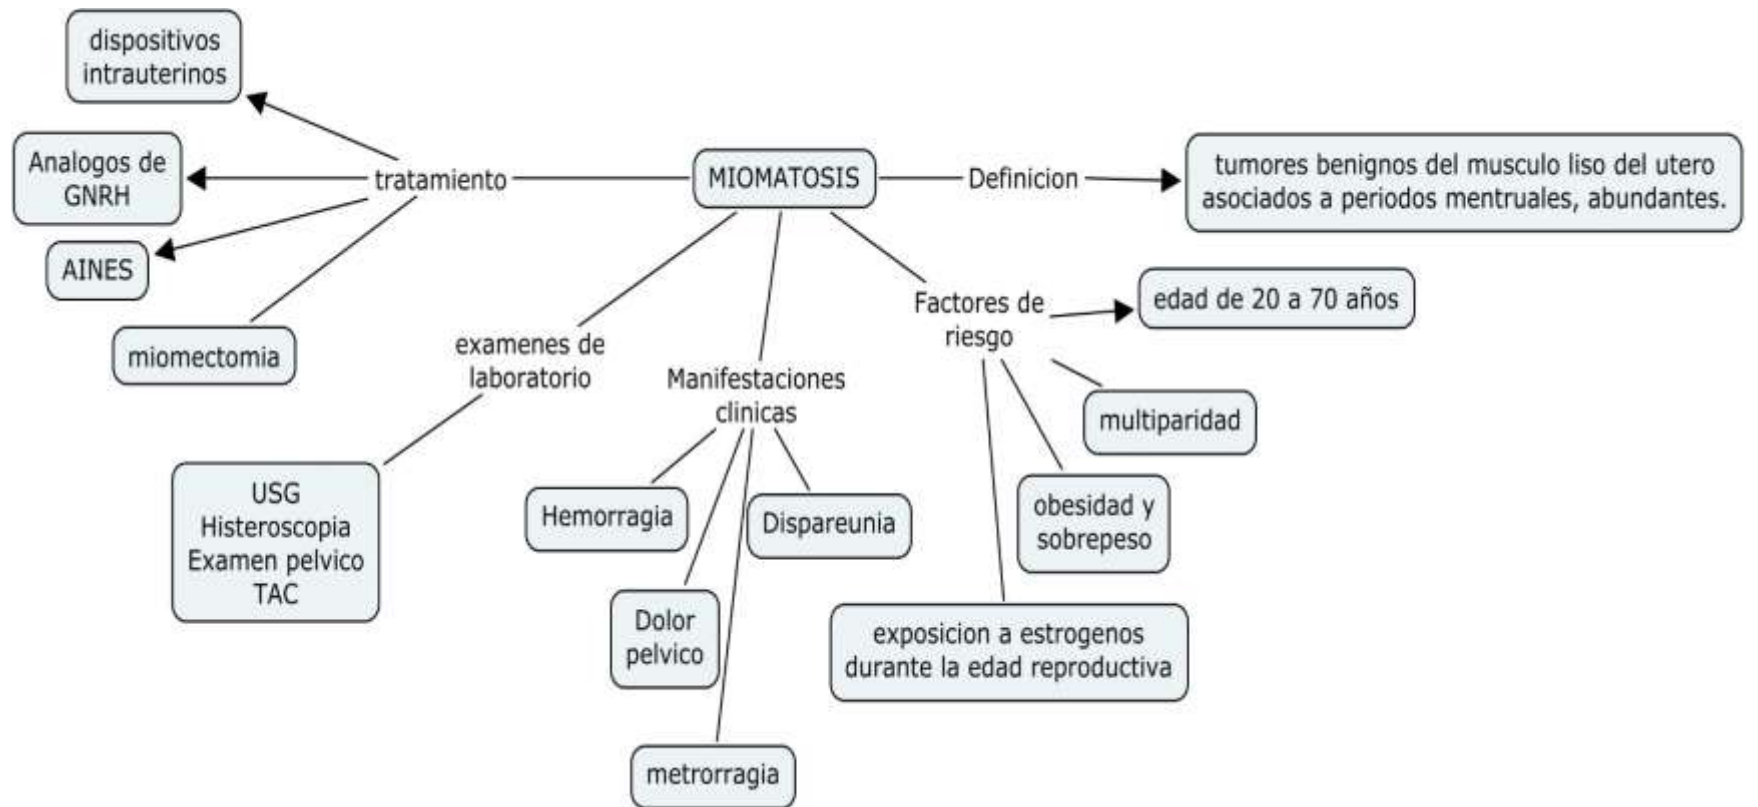 dispositivos
intrauterinos
Analogos de
GNRH
AINES
miomectomia
tratamiento
MIOMATOSIS
Definicion
tumores benignos del musculo liso del utero
asociados a periodos mentruales, abundantes.
examenes de
laboratorio
USG
Histeroscopia
Examen pelvico
TAC
Manifestaciones
clinicas
Hemorragia
Dolor
pelvico
metrorragia
Dispareunia
Factores de
riesgo
edad de 20 a 70 años
multiparidad
obesidad y
sobrepeso
exposicion a estrogenos
durante la edad reproductiva